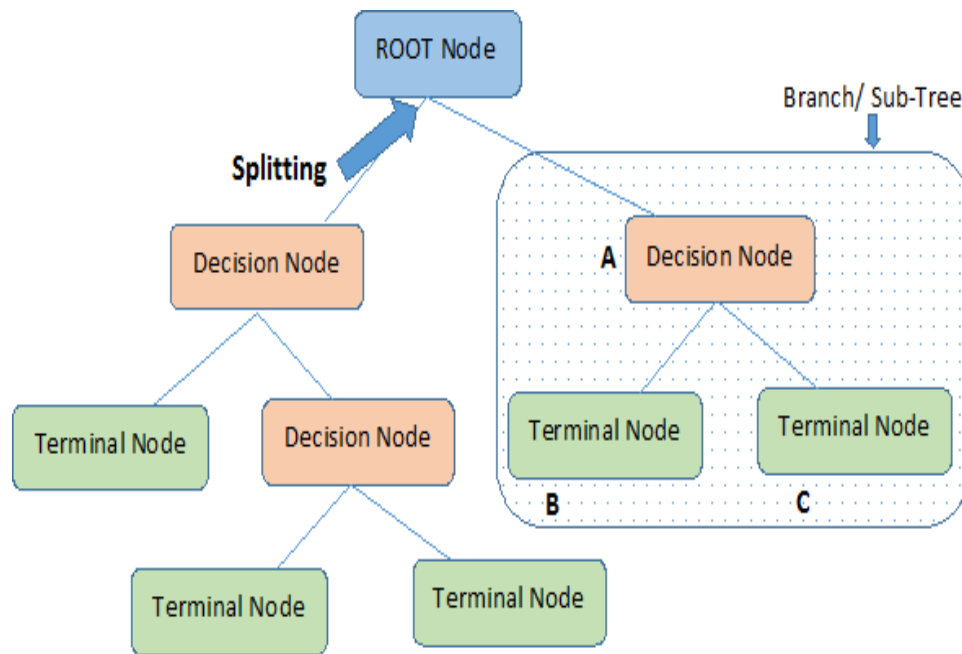 ROOT Node
Branch/ Sub-Tree
Splitting
Decision Node
A
Decision Node
Terminal Node
Decision Node
Terminal Node
Terminal Node
B
C
Terminal Node
Terminal Node